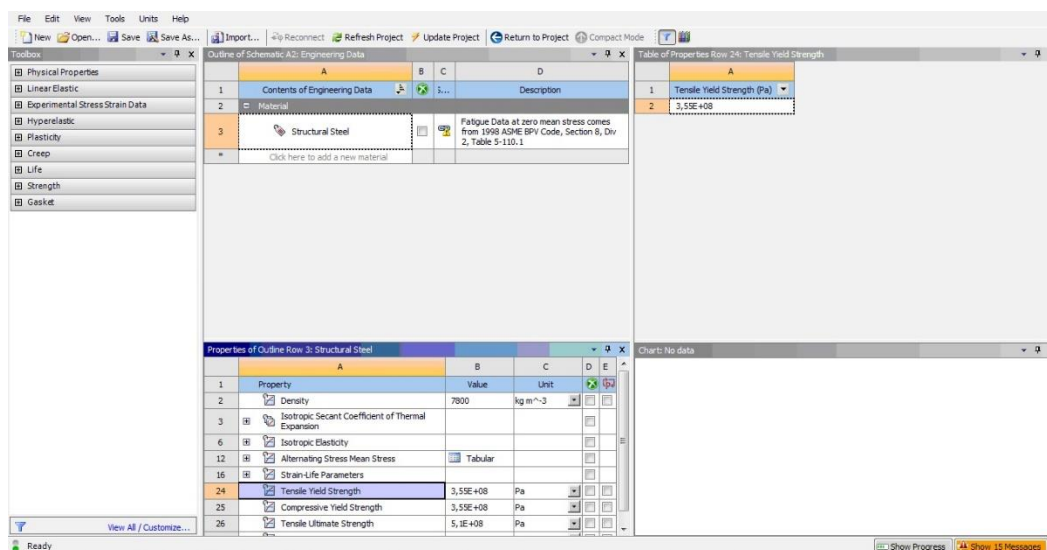 File Edit View Tools Units Help
New Open... Save Save As... Import... Reconnect Refresh Project Update Project Return to Project Compact Mode
Toolbox
Physical Properties
Linear Elastic
Experimental Stress Strain Data
Hyperelastic
Plasticity
Creep
Life
Strength
Gasket
View All / Customize...
Outline of Schematic A2: Engineering Data
A B C D
1 Contents of Engineering Data S... Description
2 Material
3 Structural Steel
Fatigue Data at zero mean stress comes
from 1998 ASME BPV Code, Section 8, Div
2, Table 5-110.1
* Click here to add a new material
Table of Properties Row 24: Tensile Yield Strength
A
1 Tensile Yield Strength (Pa)
2 3,55E+08
Properties of Outline Row 3: Structural Steel
A B C D E
1 Property Value Unit
2 Density 7800 kg m^-3
3 Isotropic Secant Coefficient of Thermal
Expansion
6 Isotropic Elasticity
12 Alternating Stress Mean Stress Tabular
16 Strain-Life Parameters
24 Tensile Yield Strength 3,55E+08 Pa
25 Compressive Yield Strength 3,55E+08 Pa
26 Tensile Ultimate Strength 5,1E+08 Pa
Chart: No data
Ready
Show Progress Show 15 Messages